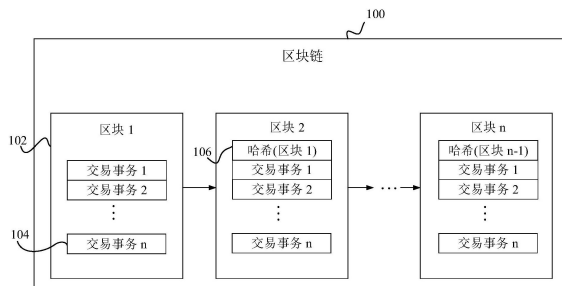 100
区块链
102
区块 1
交易事务 1
交易事务 2
⋮
104
交易事务 n
区块 2
106
哈希(区块 1)
交易事务 1
交易事务 2
⋮
交易事务 n
…
区块 n
哈希(区块 n-1)
交易事务 1
交易事务 2
⋮
交易事务 n